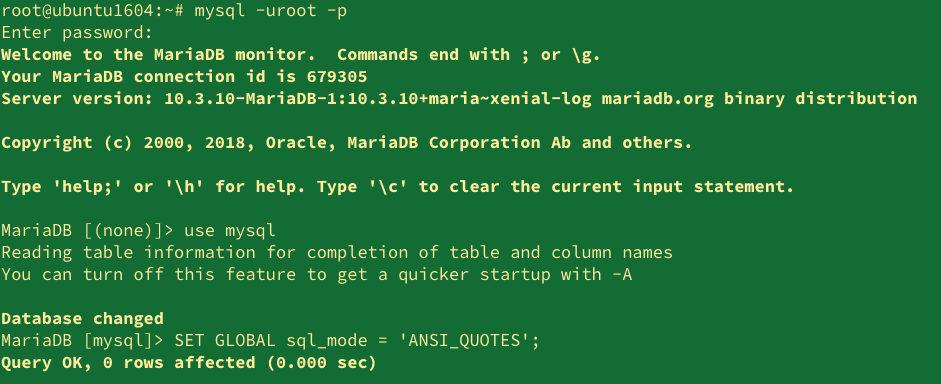 root@ubuntu1604:~# mysql -uroot -p
Enter password:
Welcome to the MariaDB monitor.  Commands end with ; or \g.
Your MariaDB connection id is 679305
Server version: 10.3.10-MariaDB-1:10.3.10+maria~xenial-log mariadb.org binary distribution
Copyright (c) 2000, 2018, Oracle, MariaDB Corporation Ab and others.
Type 'help;' or '\h' for help. Type '\c' to clear the current input statement.
MariaDB [(none)]> use mysql
Reading table information for completion of table and column names
You can turn off this feature to get a quicker startup with -A
Database changed
MariaDB [mysql]> SET GLOBAL sql_mode = 'ANSI_QUOTES';
Query OK, 0 rows affected (0.000 sec)